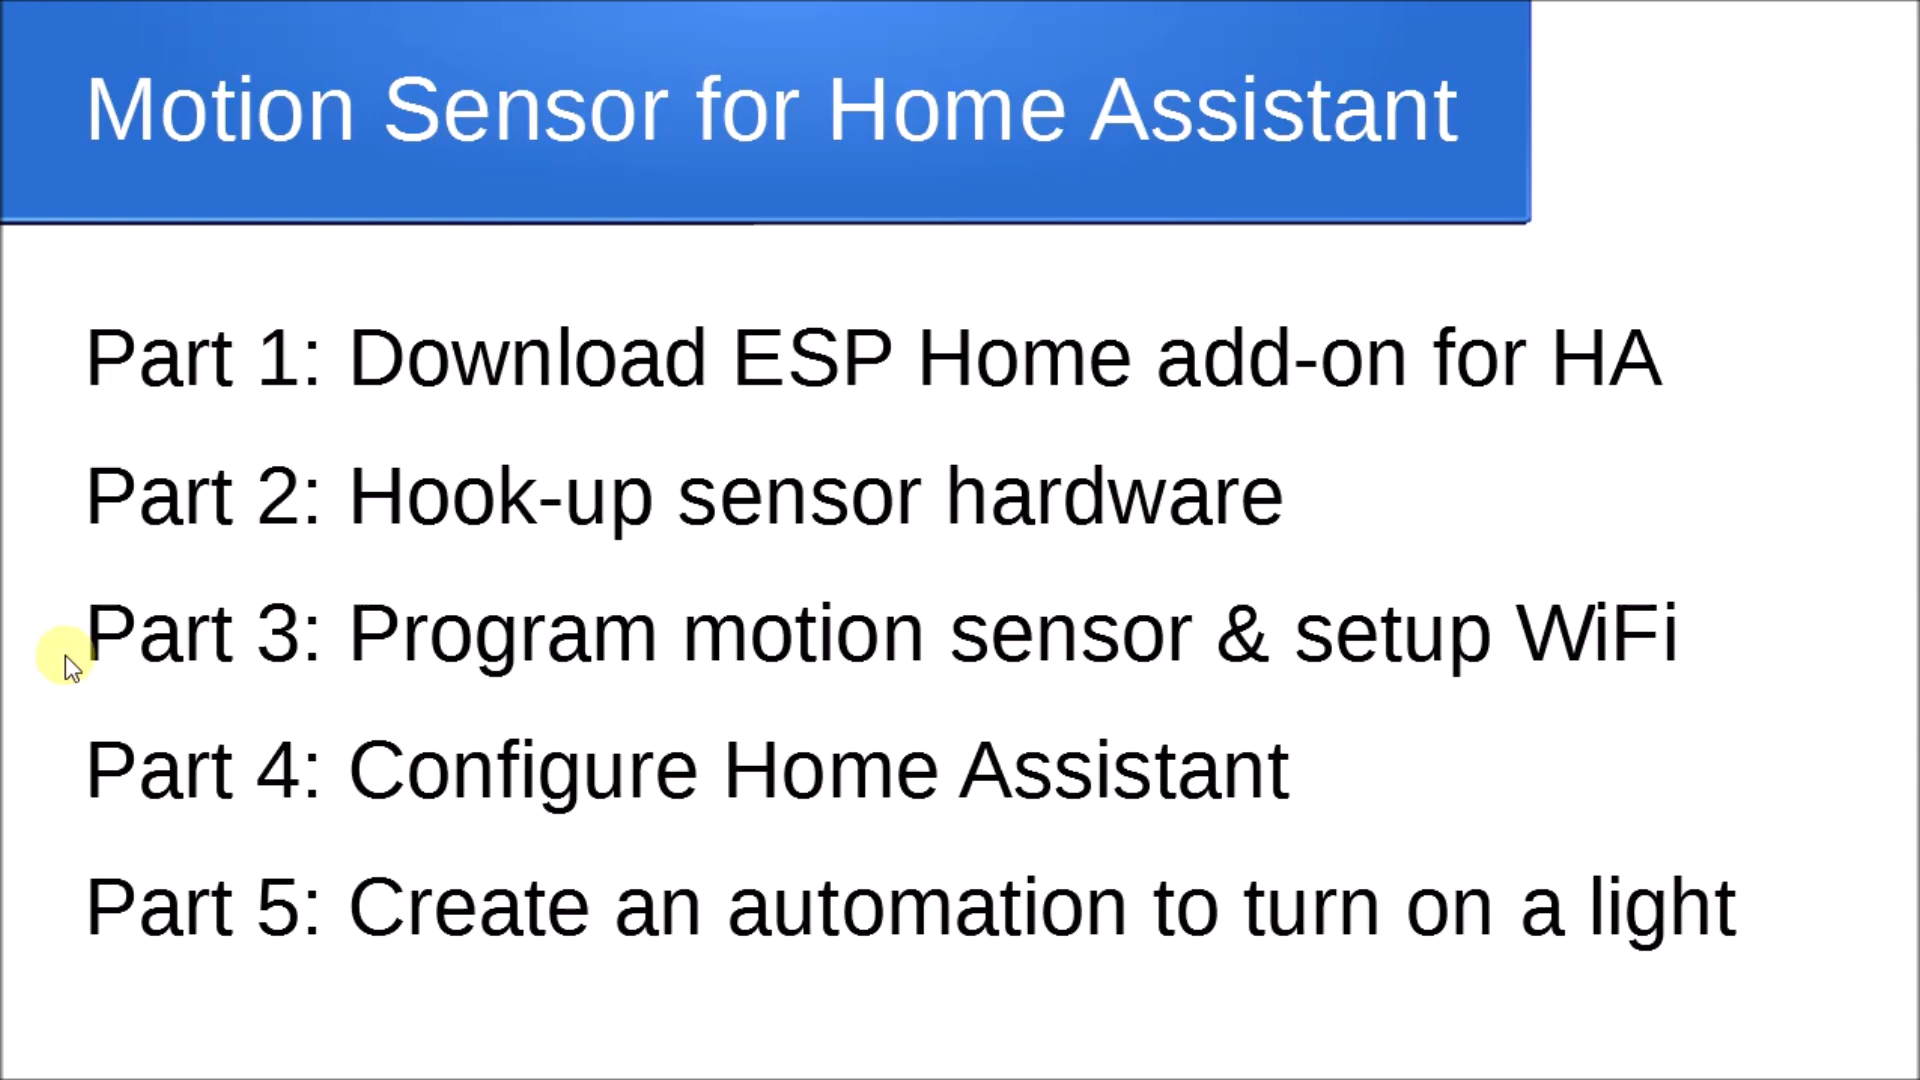 Motion Sensor for Home Assistant
Part 1: Download ESP Home add-on for HA
Part 2: Hook-up sensor hardware
Part 3: Program motion sensor & setup WiFi
Part 4: Configure Home Assistant
Part 5: Create an automation to turn on a light